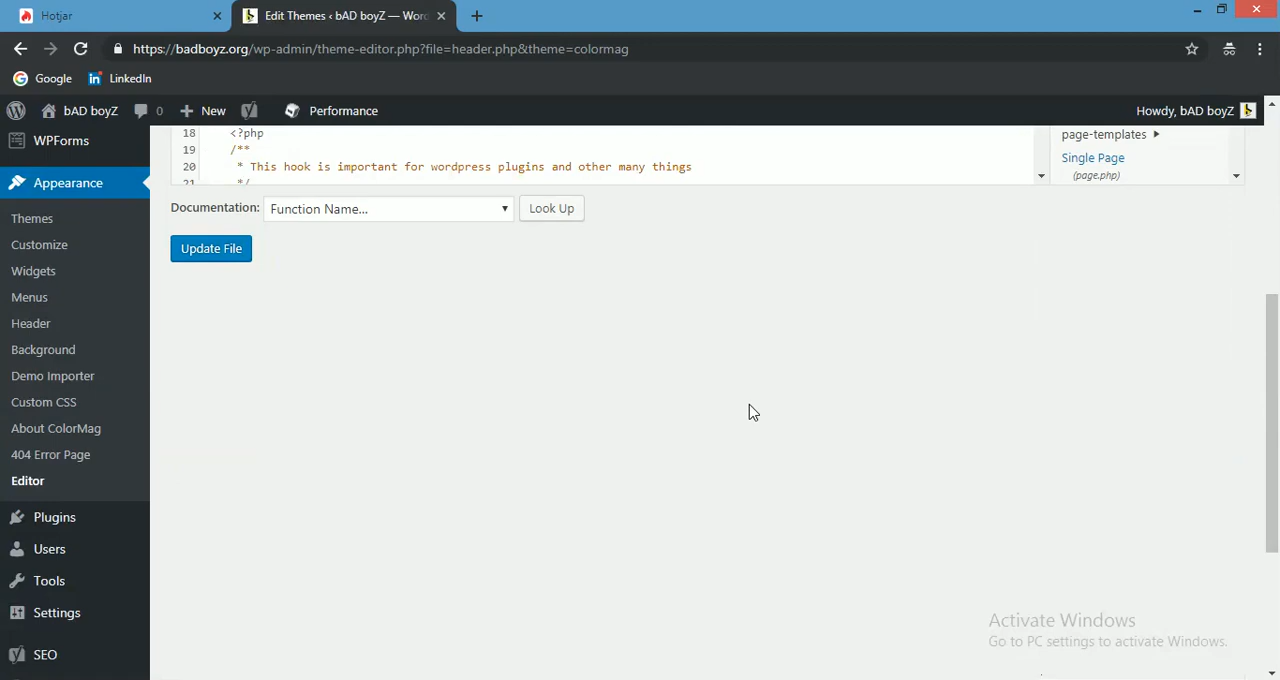 Hotjar
Edit Themes ‹ bAD boyZ — Word
https://badboyz.org/wp-admin/theme-editor.php?file=header.php&theme=colormag
Google
LinkedIn
bAD boyZ
0
New
Performance
Howdy, bAD boyZ
WPForms
Appearance
Themes
Customize
Widgets
Menus
Header
Background
Demo Importer
Custom CSS
About ColorMag
404 Error Page
Editor
Plugins
Users
Tools
Settings
SEO
18 <?php
19 /**
20 * This hook is important for wordpress plugins and other many things
21 */
page-templates
Single Page
(page.php)
Documentation: Function Name... Look Up
Update File
Activate Windows
Go to PC settings to activate Windows.